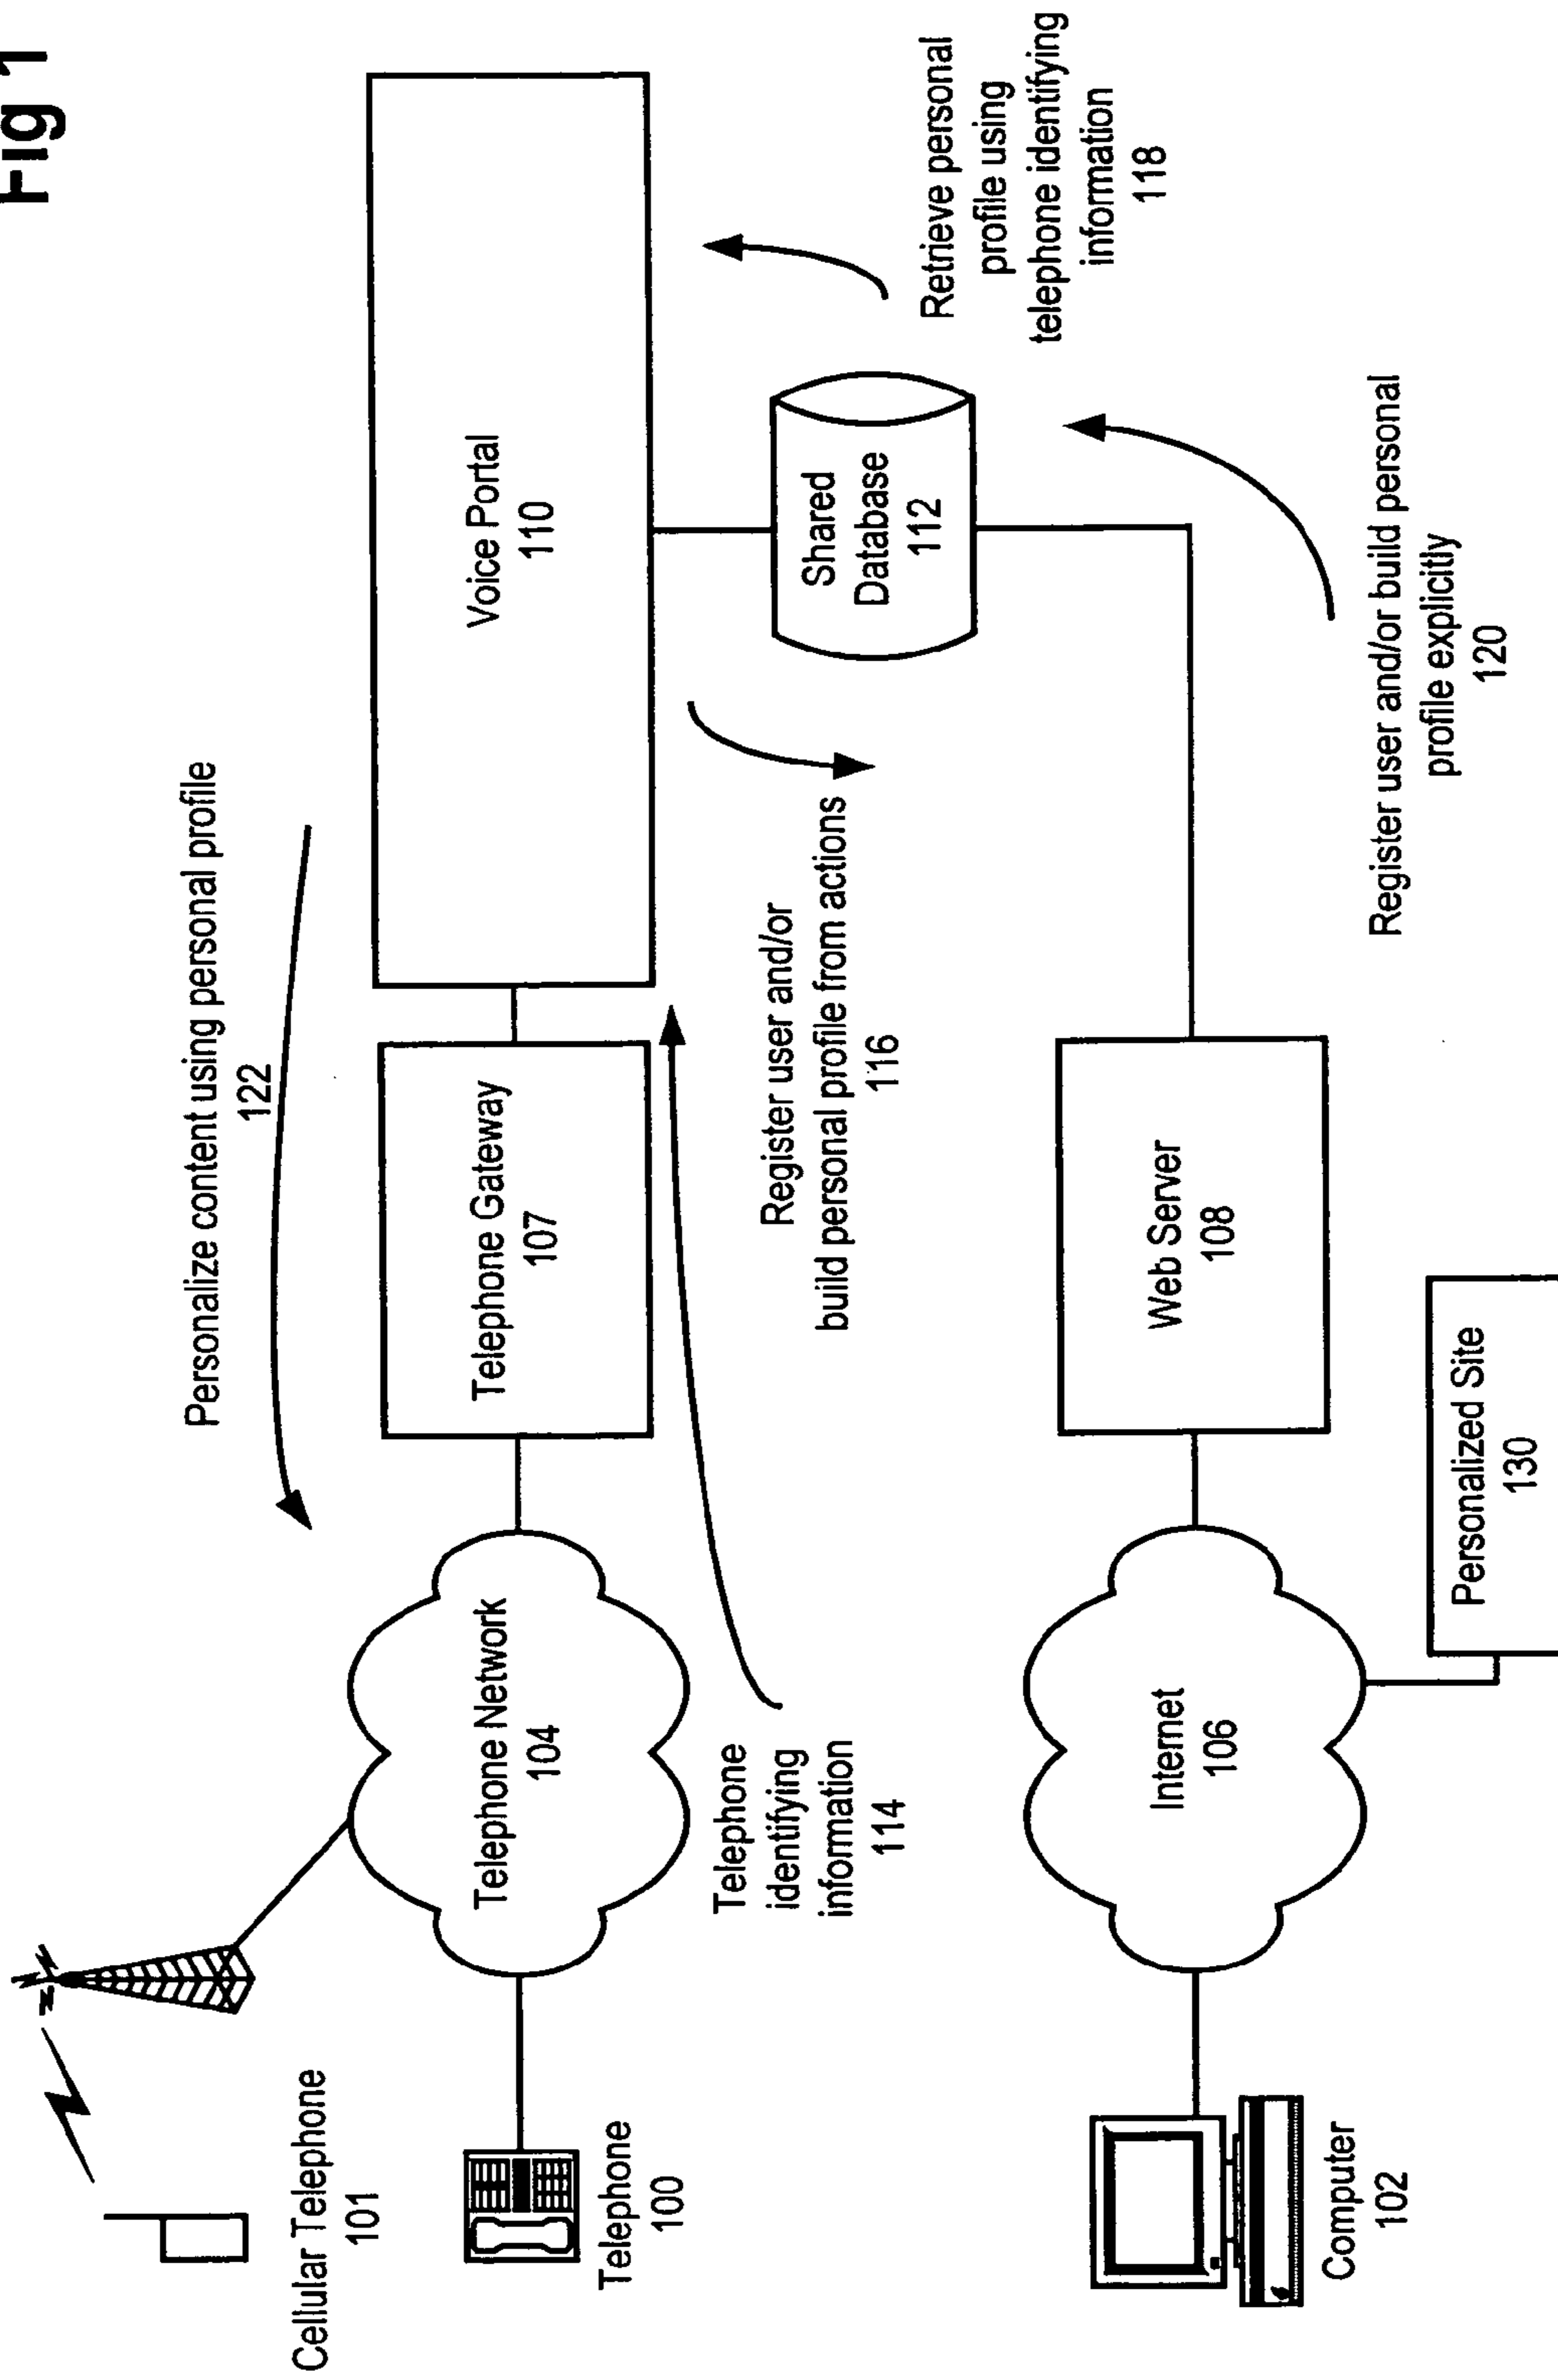 Fig 1
Cellular Telephone
101
Telephone
100
Computer
102
Telephone Network
104
Telephone
identifying
information
114
Internet
106
Personalized Site
130
Personalize content using personal profile
122
Telephone Gateway
107
Register user and/or
build personal profile from actions
116
Web Server
108
Voice Portal
110
Shared
Database
112
Retrieve personal
profile using
telephone identifying
information
118
Register user and/or build personal
profile explicitly
120